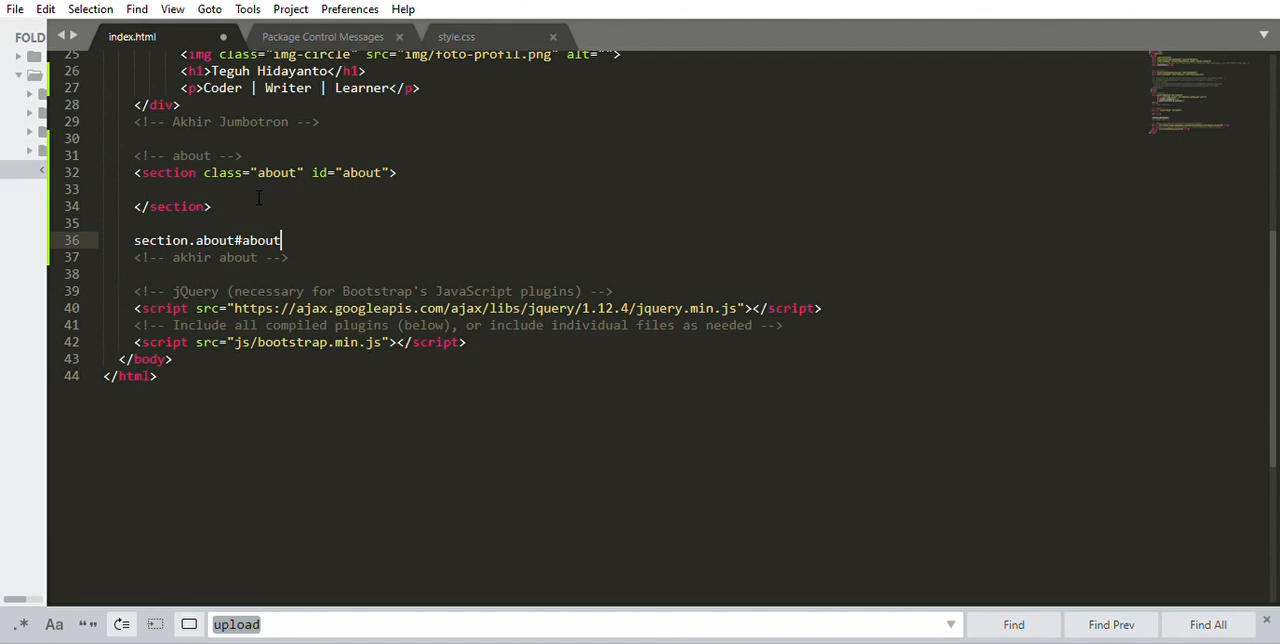 File Edit Selection Find View Goto Tools Project Preferences Help
FOLD
index.html Package Control Messages style.css
25 <img class="img-circle" src="img/foto-profil.png" alt="">
26 <h1>Teguh Hidayanto</h1>
27 <p>Coder | Writer | Learner</p>
28 </div>
29 <!-- Akhir Jumbotron -->
30
31 <!-- about -->
32 <section class="about" id="about">
33
34 </section>
35
36 section.about#about
37 <!-- akhir about -->
38
39 <!-- jQuery (necessary for Bootstrap's JavaScript plugins) -->
40 <script src="https://ajax.googleapis.com/ajax/libs/jquery/1.12.4/jquery.min.js"></script>
41 <!-- Include all compiled plugins (below), or include individual files as needed -->
42 <script src="js/bootstrap.min.js"></script>
43 </body>
44 </html>
.* Aa “” upload Find Find Prev Find All